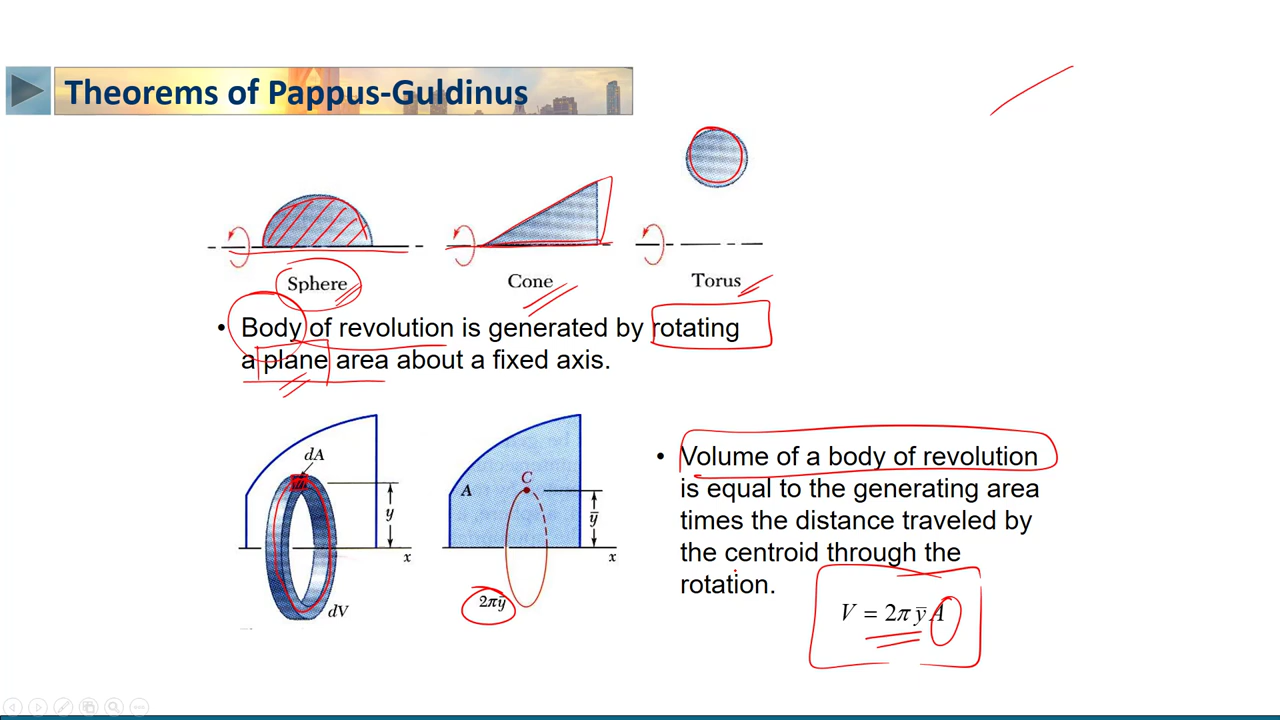 Theorems of Pappus-Guldinus
Sphere
Cone
Torus
• Body of revolution is generated by rotating
a plane area about a fixed axis.
dA
y
x
dV
A
C
ȳ
x
2πȳ
• Volume of a body of revolution
is equal to the generating area
times the distance traveled by
the centroid through the
rotation.
V = 2π ȳ A